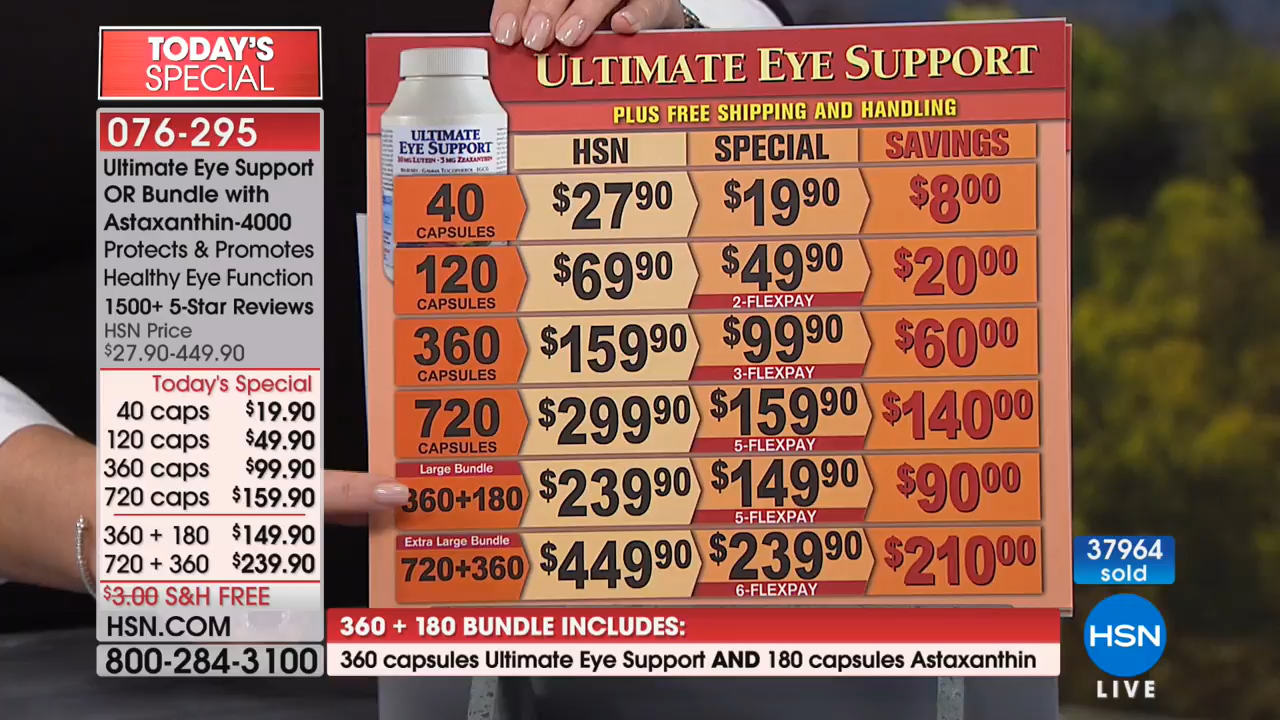 TODAY'S
SPECIAL
076-295
Ultimate Eye Support
OR Bundle with
Astaxanthin-4000
Protects & Promotes
Healthy Eye Function
1500+ 5-Star Reviews
HSN Price
$27.90-449.90
Today's Special
40 caps $19.90
120 caps $49.90
360 caps $99.90
720 caps $159.90
360 + 180 $149.90
720 + 360 $239.90
$3.00 S&H FREE
HSN.COM
800-284-3100
ULTIMATE EYE SUPPORT
PLUS FREE SHIPPING AND HANDLING
ULTIMATE
EYE SUPPORT
HSN SPECIAL SAVINGS
40 CAPSULES $27.90 $19.90 $8.00
120 CAPSULES $69.90 $49.90 $20.00
2-FLEXPAY
360 CAPSULES $159.90 $99.90 $60.00
3-FLEXPAY
720 CAPSULES $299.90 $159.90 $140.00
5-FLEXPAY
Large Bundle
360+180 $239.90 $149.90 $90.00
5-FLEXPAY
Extra Large Bundle
720+360 $449.90 $239.90 $210.00
6-FLEXPAY
360 + 180 BUNDLE INCLUDES:
360 capsules Ultimate Eye Support AND 180 capsules Astaxanthin
37964
sold
HSN
LIVE